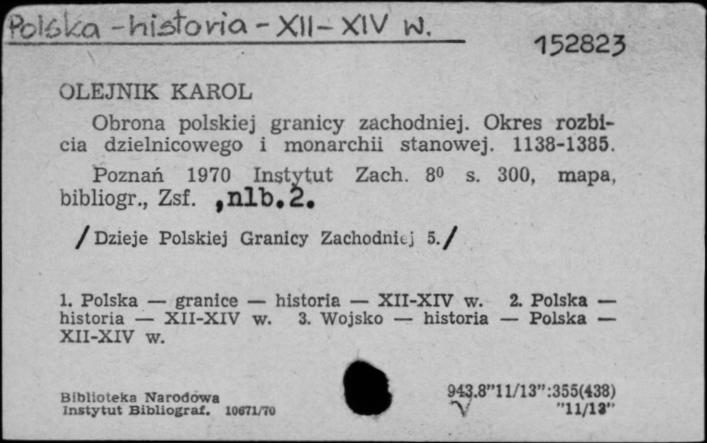 Polska - historia - XII - XIV w.
152823
OLEJNIK KAROL
Obrona polskiej granicy zachodniej. Okres rozbi-
cia dzielnicowego i monarchii stanowej. 1138-1385.
Poznań 1970 Instytut Zach. 8⁰ s. 300, mapa,
bibliogr., Zsf. ,nlb.2.
/Dzieje Polskiej Granicy Zachodniej 5./
1. Polska — granice — historia — XII-XIV w. 2. Polska —
historia — XII-XIV w. 3. Wojsko — historia — Polska —
XII-XIV w.
Biblioteka Narodowa
Instytut Bibliograf. 10671/70
943.8"11/13":355(438)
V "11/13"